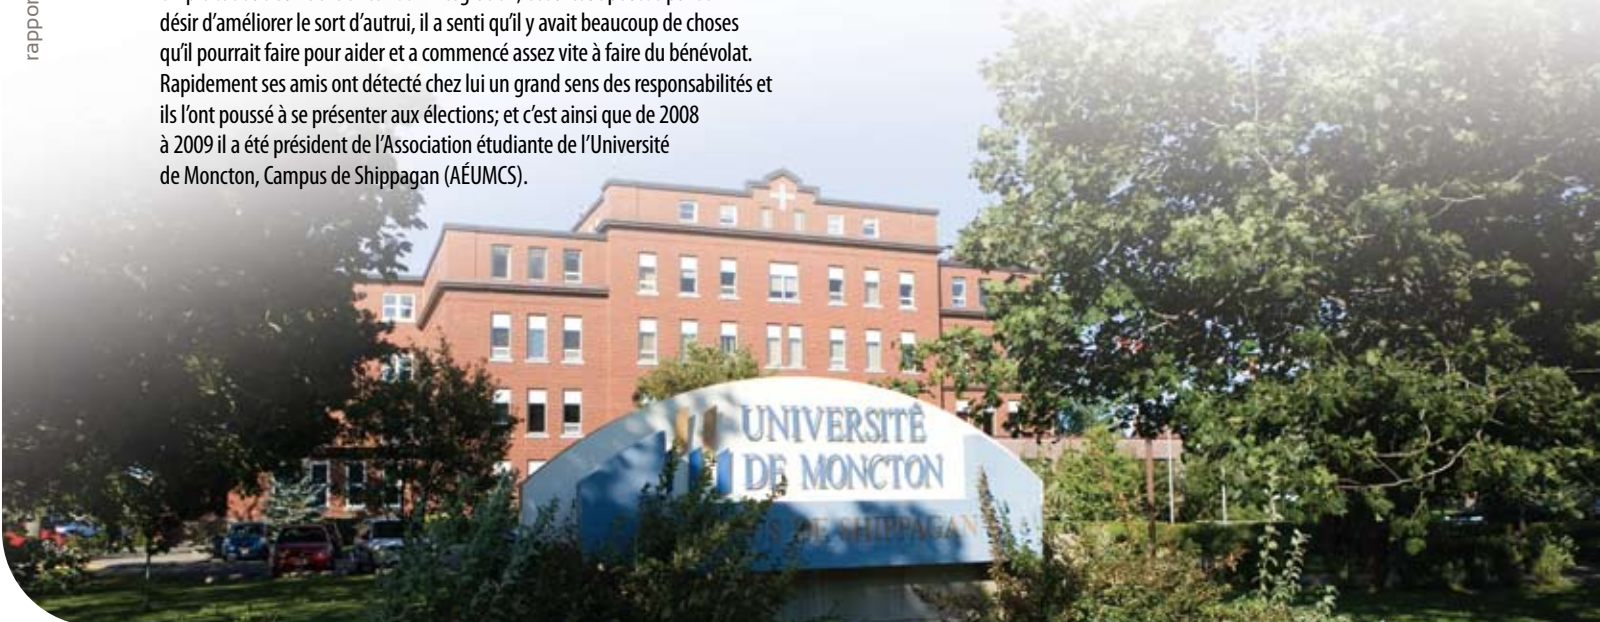 désir d'améliorer le sort d'autrui, il a senti qu'il y avait beaucoup de choses
qu'il pourrait faire pour aider et a commencé assez vite à faire du bénévolat.
Rapidement ses amis ont détecté chez lui un grand sens des responsabilités et
ils l'ont poussé à se présenter aux élections; et c'est ainsi que de 2008
à 2009 il a été président de l'Association étudiante de l'Université
de Moncton, Campus de Shippagan (AÉUMCS).
rappor
UNIVERSITÉ
DE MONCTON
DE SHIPPAGAN